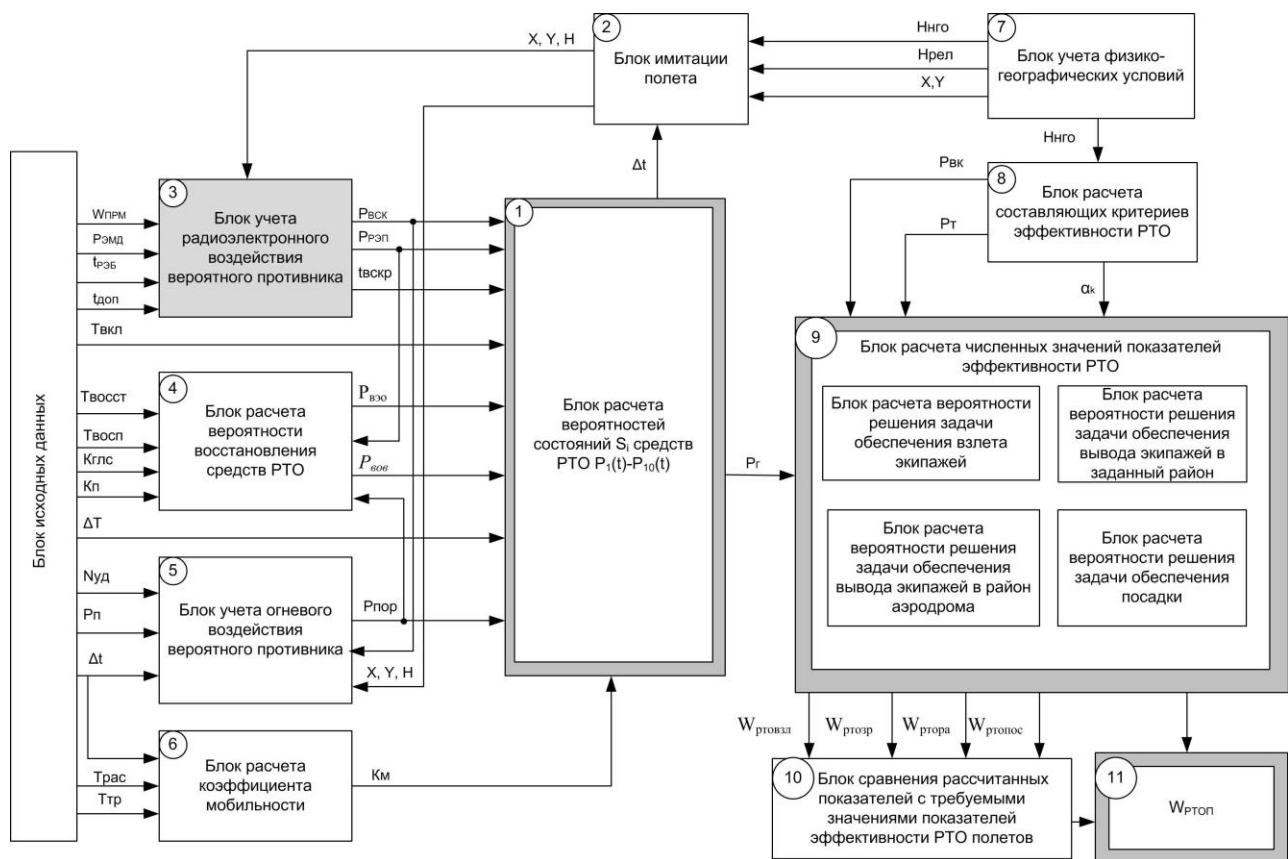 2
Блок имитации
полета
7
Блок учета физико-
географических условий
X, Y, H
Ннго
Нрел
X,Y
Δt
Ннго
8
Блок расчета
составляющих критериев
эффективности РТО
Рвк
Рт
αk
Блок исходных данных
WПРМ
РЭМД
tРЭБ
tдоп
Твкл
3
Блок учета
радиоэлектронного
воздействия
вероятного противника
РВСК
РРЭП
tвскр
Твосст
Твосп
Кглс
Кп
ΔT
4
Блок расчета
вероятности
восстановления
средств РТО
Рвэо
Рвов
Nуд
Рп
Δt
5
Блок учета огневого
воздействия
вероятного противника
Рпор
X, Y, H
Трас
Ттр
6
Блок расчета
коэффициента
мобильности
Км
1
Блок расчета
вероятностей
состояний Si средств
РТО P1(t)-P10(t)
Рг
9
Блок расчета численных значений показателей
эффективности РТО
Блок расчета вероятности
решения задачи
обеспечения взлета
экипажей
Блок расчета
вероятности решения
задачи обеспечения
вывода экипажей в
заданный район
Блок расчета
вероятности решения
задачи обеспечения
вывода экипажей в район
аэродрома
Блок расчета
вероятности решения
задачи обеспечения
посадки
Wртовзл
Wртозр
Wртора
Wртопос
10
Блок сравнения рассчитанных
показателей с требуемыми
значениями показателей
эффективности РТО полетов
11
WРТОП